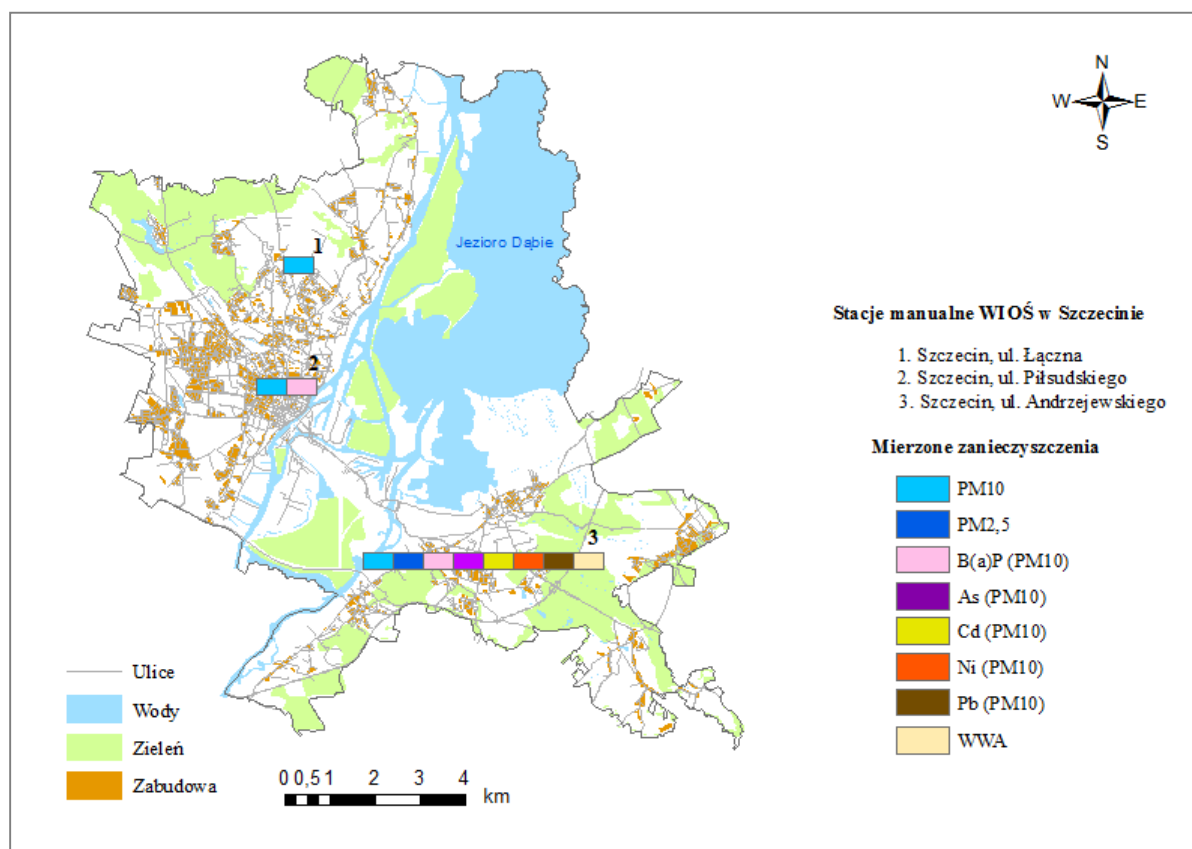 N
W E
S
Jezioro Dąbie
1
2
3
Stacje manualne WIOŚ w Szczecinie
1. Szczecin, ul. Łączna
2. Szczecin, ul. Piłsudskiego
3. Szczecin, ul. Andrzejewskiego
Mierzone zanieczyszczenia
PM10
PM2,5
B(a)P (PM10)
As (PM10)
Cd (PM10)
Ni (PM10)
Pb (PM10)
WWA
Ulice
Wody
Zieleń
Zabudowa
0 0,5 1 2 3 4
km